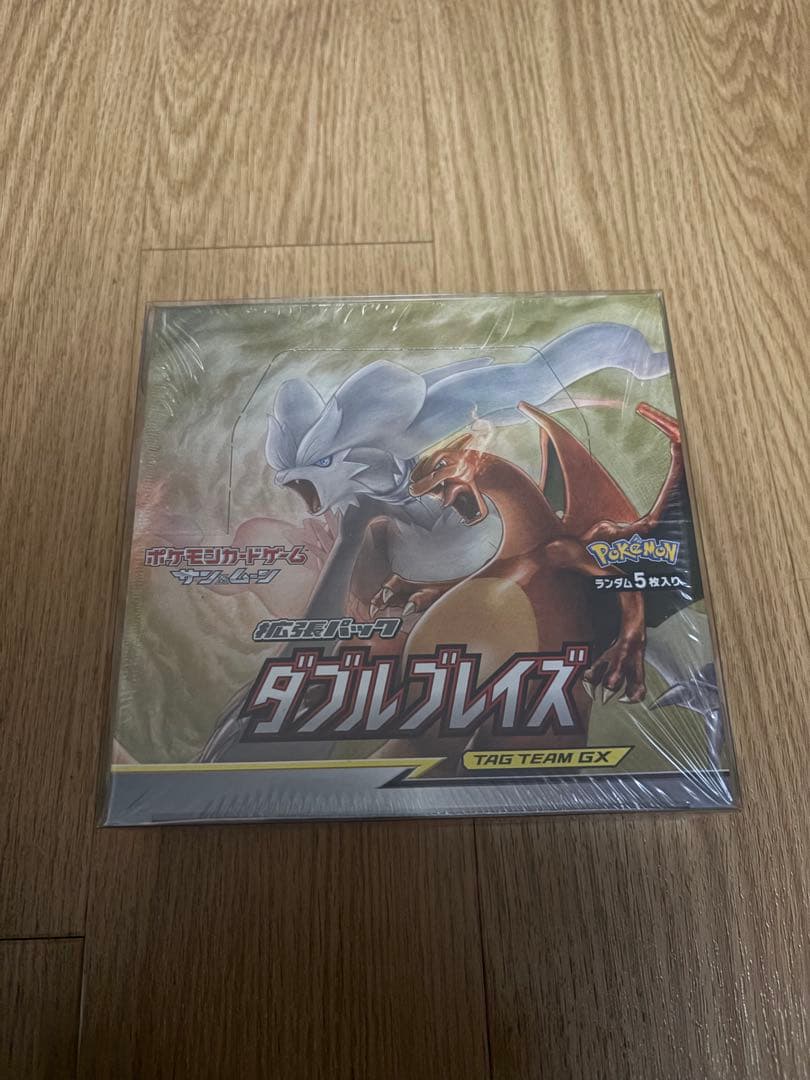 ポケモンカードゲーム
サン&ムーン
POKéMON
ランダム5枚入り
拡張パック
ダブルブレイズ
TAG TEAM GX